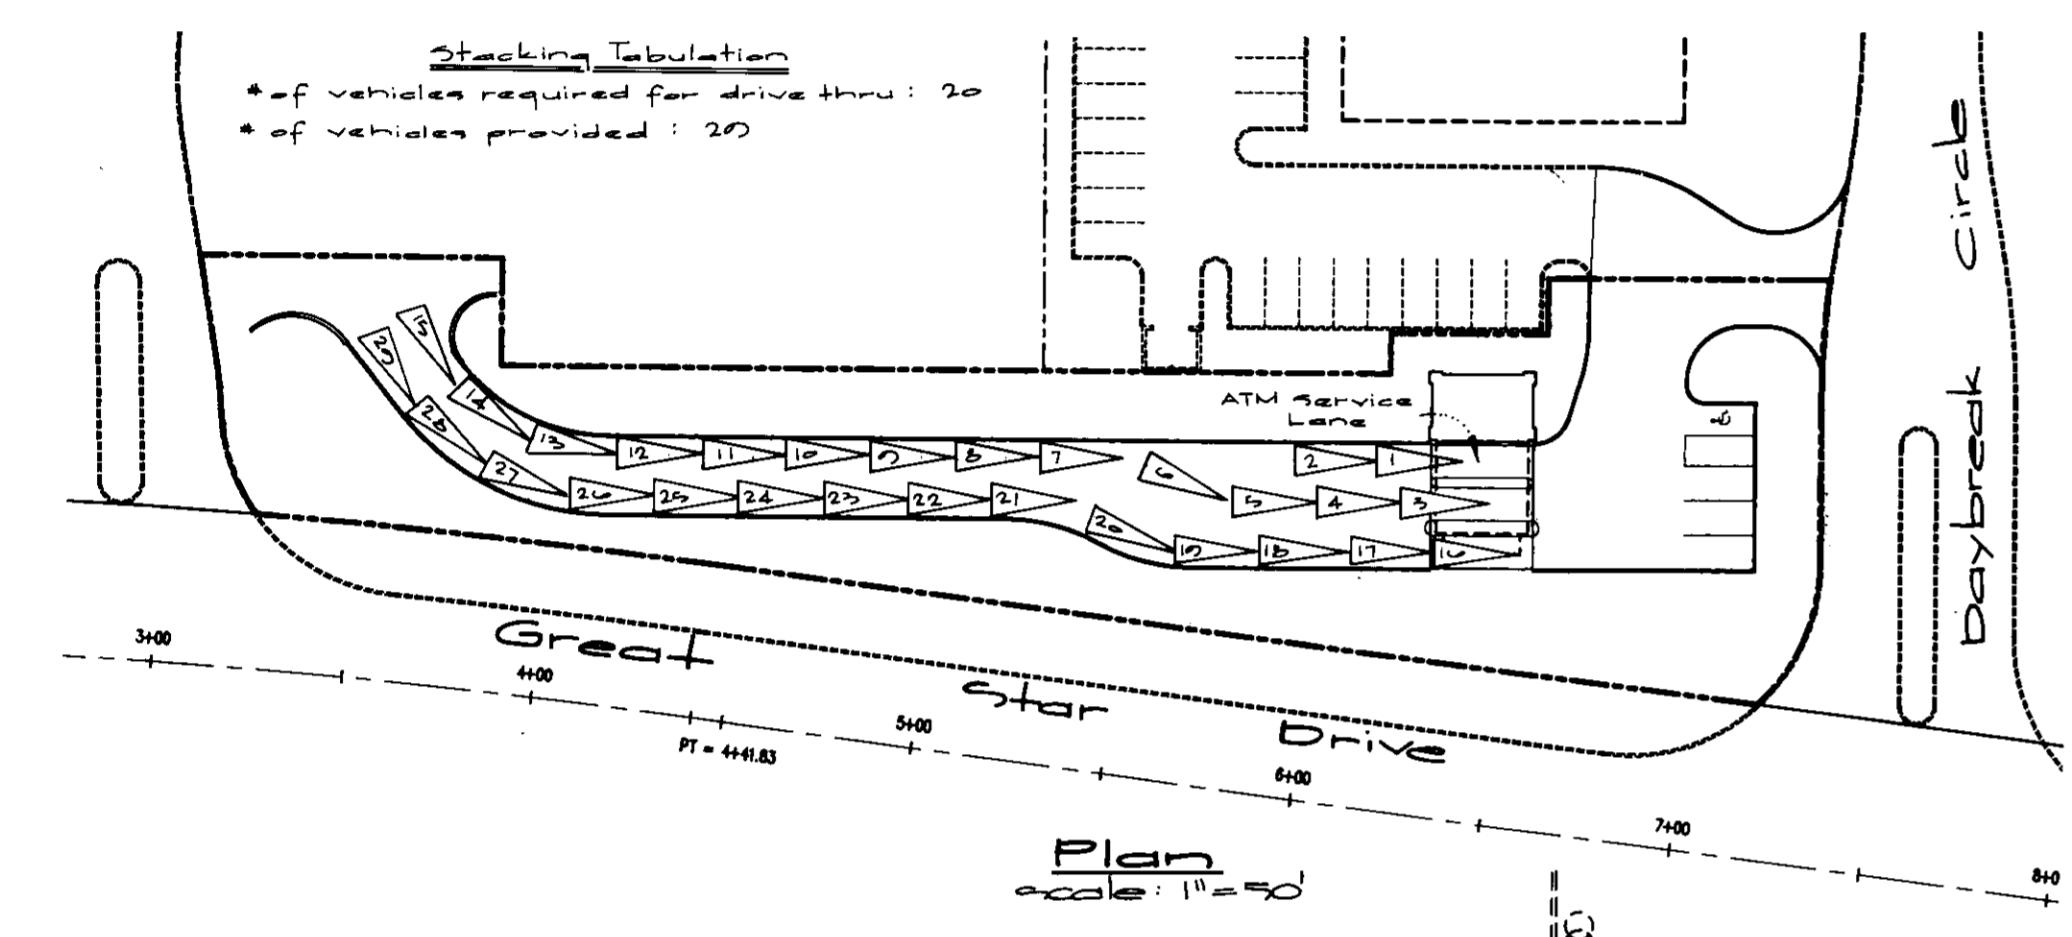 Stacking Tabulation
# of vehicles required for drive thru : 20
# of vehicles provided : 29
Circle
Daybreak
15
29
14
28
13
12
11
10
9
8
7
6
2
1
ATM Service
Lane
27
26
25
24
23
22
21
5
4
3
20
19
18
17
16
3+00
Great
4+00
Star
5+00
PT = 4+41.83
Drive
6+00
7+00
8+0
Plan
scale: 1" = 50'